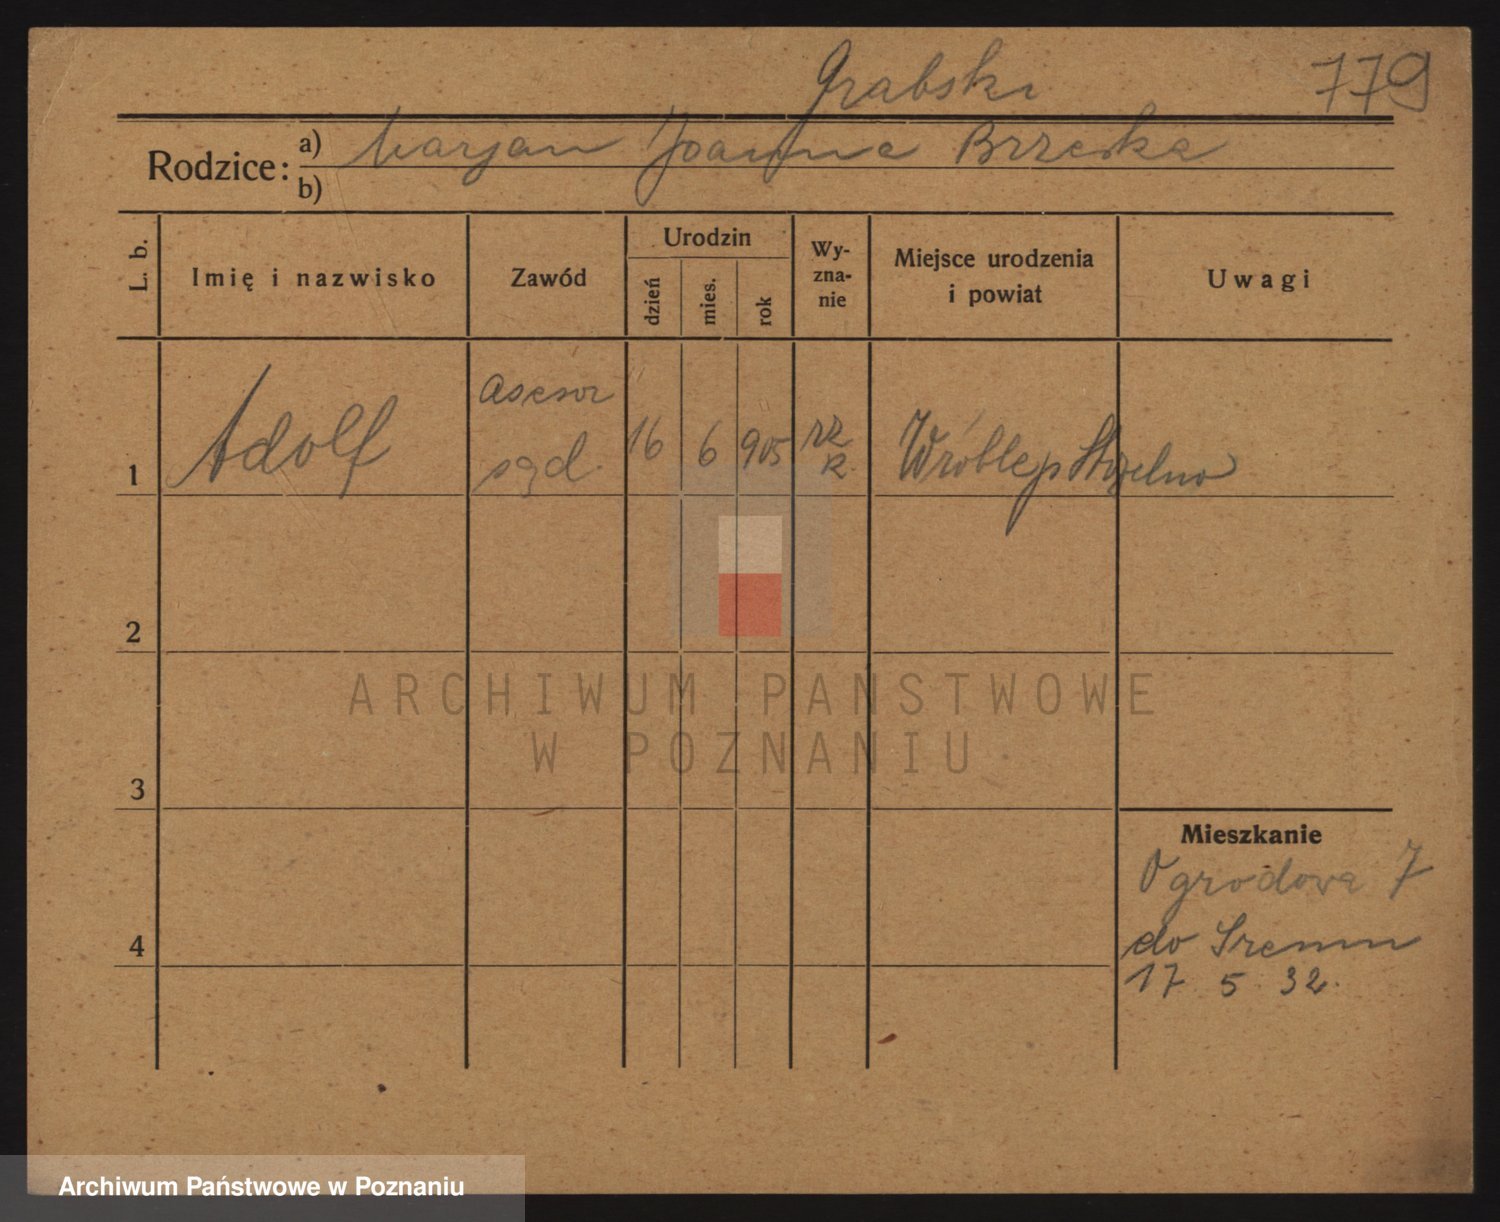 Grabski 779
Rodzice: a) Marjan Joanna Brzeska
b)
L. b.
Imię i nazwisko
Zawód
Urodzin
dzień
mies.
rok
Wy-
zna-
nie
Miejsce urodzenia
i powiat
Uwagi
1 Adolf
asesor
sąd.
16 6 905
rz
k
Wróble p Strzelno
2
3
4
Mieszkanie
Ogrodowa 7
do Śremu
17. 5. 32.
ARCHIWUM PAŃSTWOWE
W POZNANIU
Archiwum Państwowe w Poznaniu